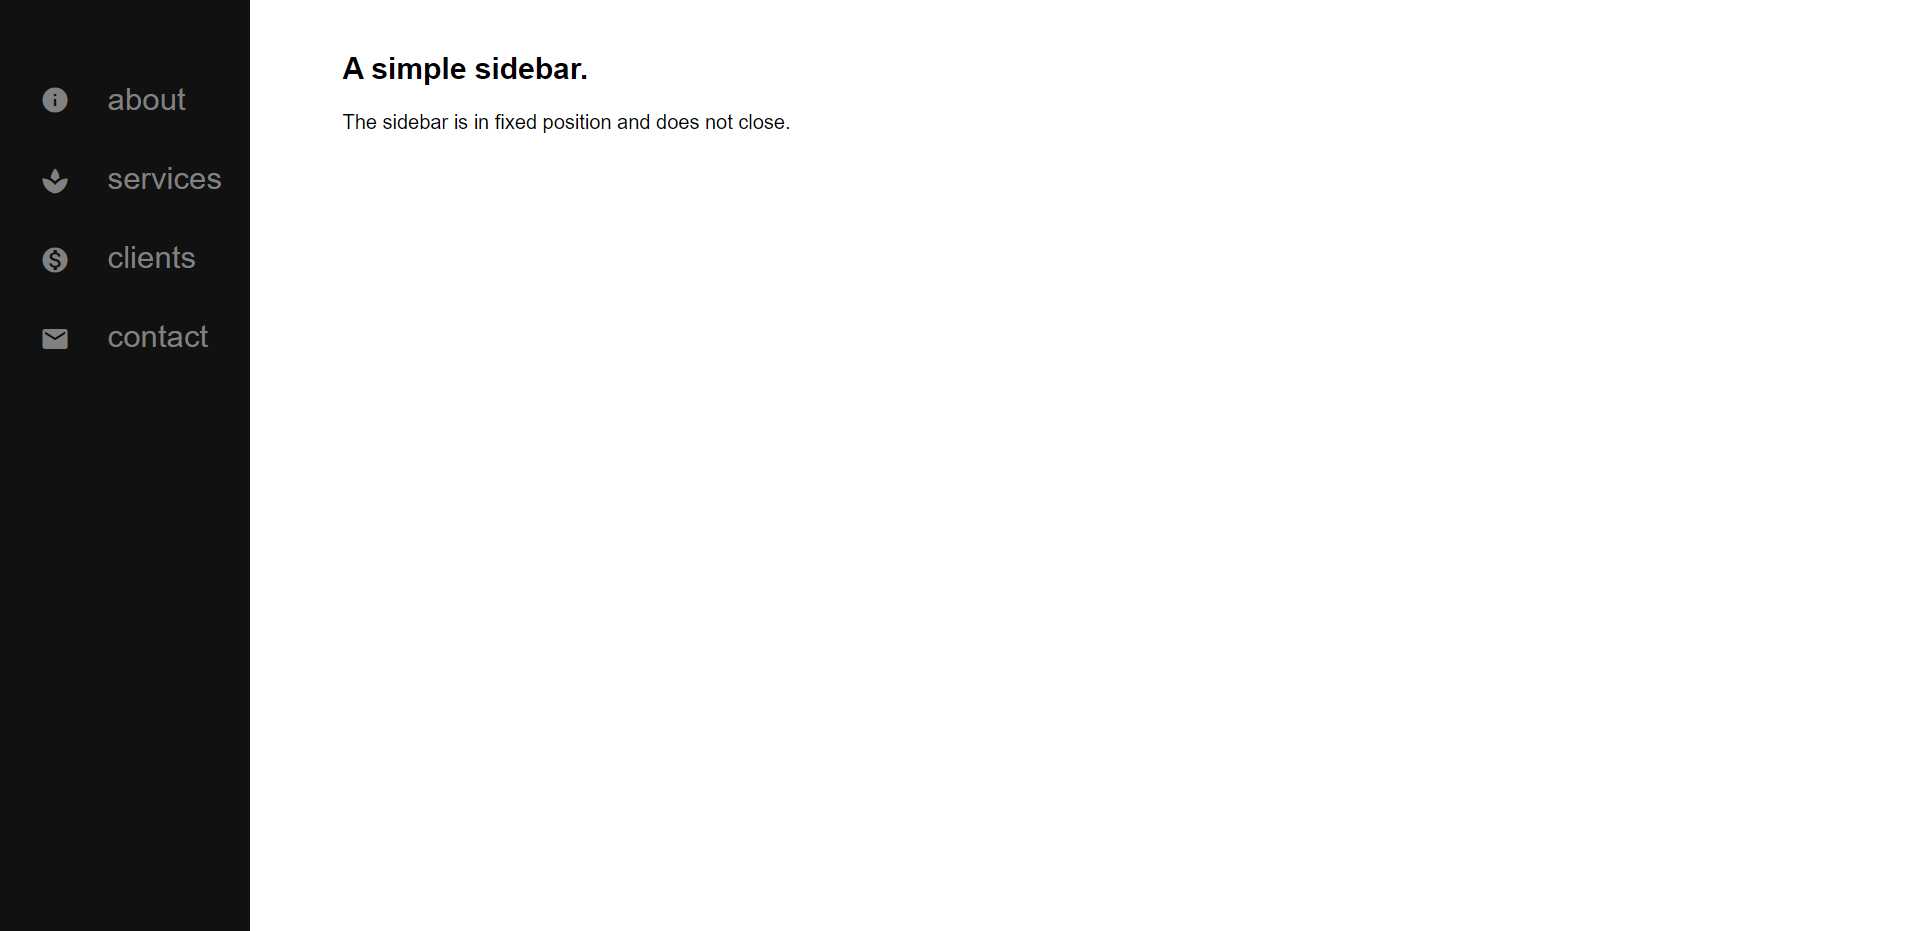 about
services
clients
contact
A simple sidebar.
The sidebar is in fixed position and does not close.